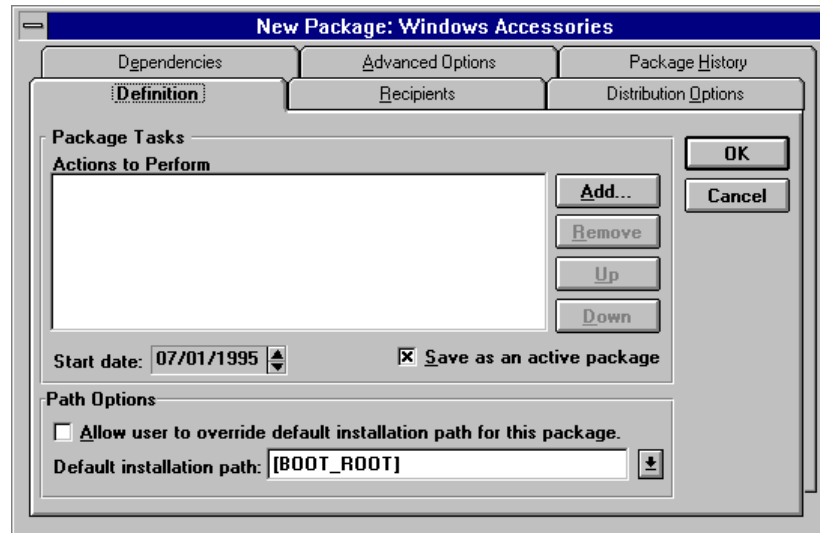 New Package: Windows Accessories
Dependencies Advanced Options Package History
Definition Recipients Distribution Options
Package Tasks
Actions to Perform
OK
Add...
Cancel
Remove
Up
Down
Start date: 07/01/1995 Save as an active package
Path Options
Allow user to override default installation path for this package.
Default installation path: [BOOT_ROOT]